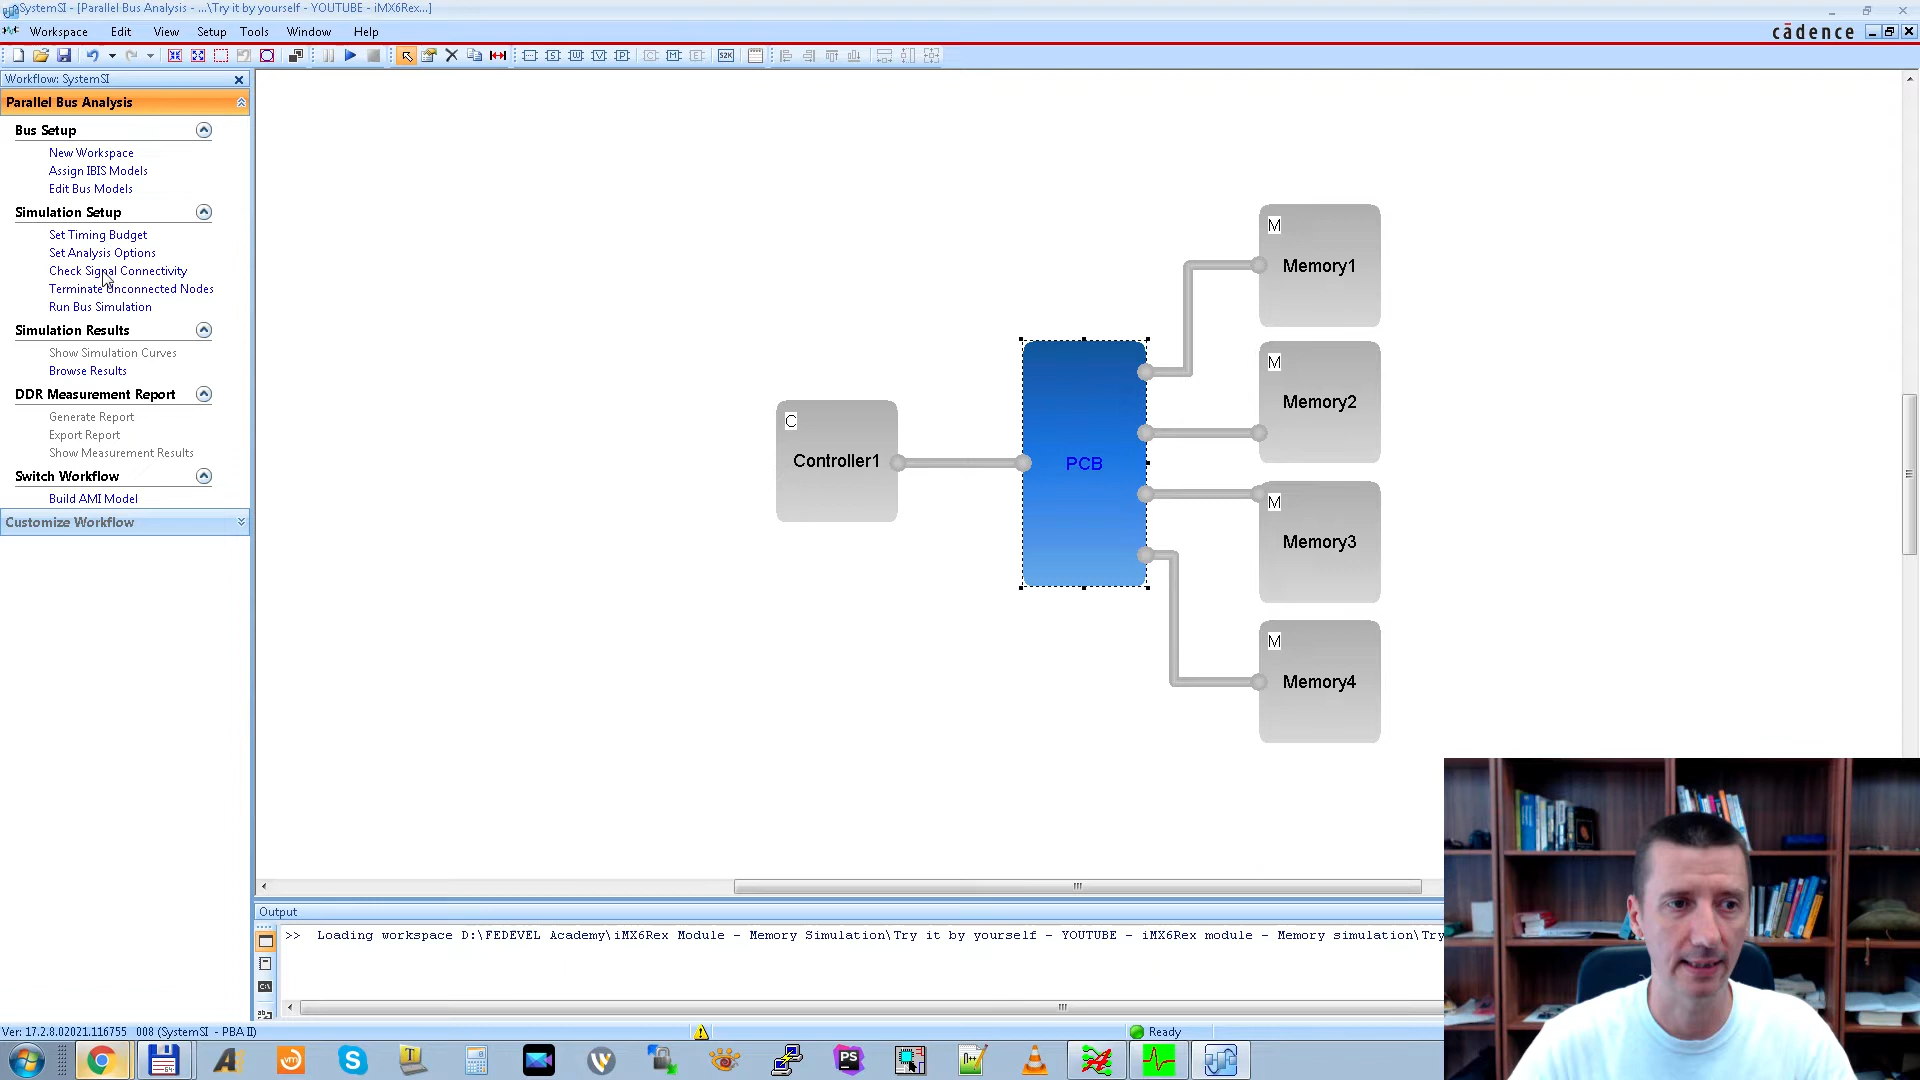 SystemSI - [Parallel Bus Analysis - ...\Try it by yourself - YOUTUBE - iMX6Rex...]
Workspace Edit View Setup Tools Window Help
cādence
Workflow: SystemSI
Parallel Bus Analysis
Bus Setup
New Workspace
Assign IBIS Models
Edit Bus Models
Simulation Setup
Set Timing Budget
Set Analysis Options
Check Signal Connectivity
Terminate Unconnected Nodes
Run Bus Simulation
Simulation Results
Show Simulation Curves
Browse Results
DDR Measurement Report
Generate Report
Export Report
Show Measurement Results
Switch Workflow
Build AMI Model
Customize Workflow
C
Controller1
PCB
M
Memory1
M
Memory2
M
Memory3
M
Memory4
Output
>> Loading workspace D:\FEDEVEL Academy\iMX6Rex Module - Memory Simulation\Try it by yourself - YOUTUBE - iMX6Rex module - Memory simulation\Try
Ver: 17.2.8.02021.116755 008 (SystemSI - PBA II)
Ready